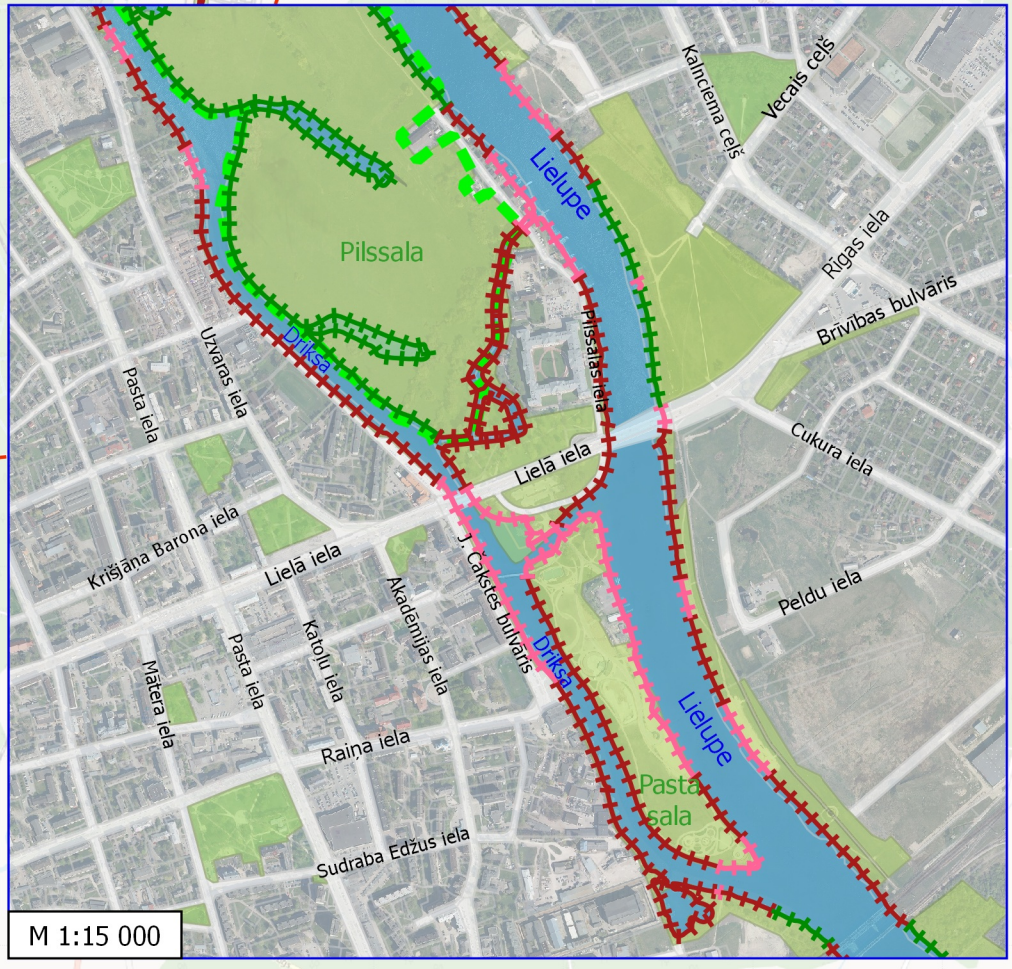 Kalnciema ceļš
Vecais ceļš
Lielupe
Rīgas iela
Pilssala
Brīvības bulvāris
Driksa
Uzvaras iela
Pilssalas iela
Pasta iela
Cukura iela
Lielā iela
Krišjāna Barona iela
Lielā iela
J. Čakstes bulvāris
Akadēmijas iela
Peldu iela
Katoļu iela
Pasta iela
Driksa
Mātera iela
Lielupe
Raiņa iela
Pasta
sala
Sudraba Edžus iela
M 1:15 000